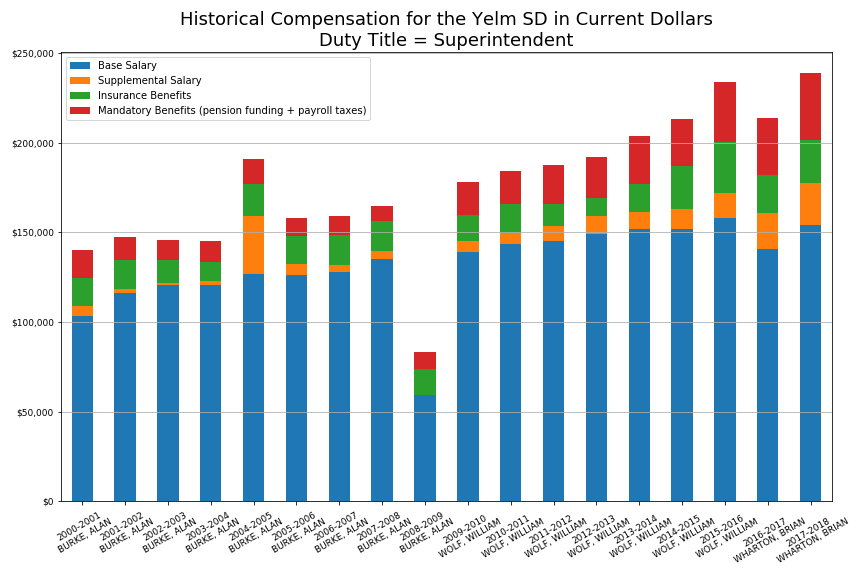 Historical Compensation for the Yelm SD in Current Dollars
Duty Title = Superintendent
$250,000
$200,000
$150,000
$100,000
$50,000
$0
Base Salary
Supplemental Salary
Insurance Benefits
Mandatory Benefits (pension funding + payroll taxes)
2000-2001
BURKE, ALAN
2001-2002
BURKE, ALAN
2002-2003
BURKE, ALAN
2003-2004
BURKE, ALAN
2004-2005
BURKE, ALAN
2005-2006
BURKE, ALAN
2006-2007
BURKE, ALAN
2007-2008
BURKE, ALAN
2008-2009
BURKE, ALAN
2009-2010
WOLF, WILLIAM
2010-2011
WOLF, WILLIAM
2011-2012
WOLF, WILLIAM
2012-2013
WOLF, WILLIAM
2013-2014
WOLF, WILLIAM
2014-2015
WOLF, WILLIAM
2015-2016
WOLF, WILLIAM
2016-2017
WHARTON, BRIAN
2017-2018
WHARTON, BRIAN